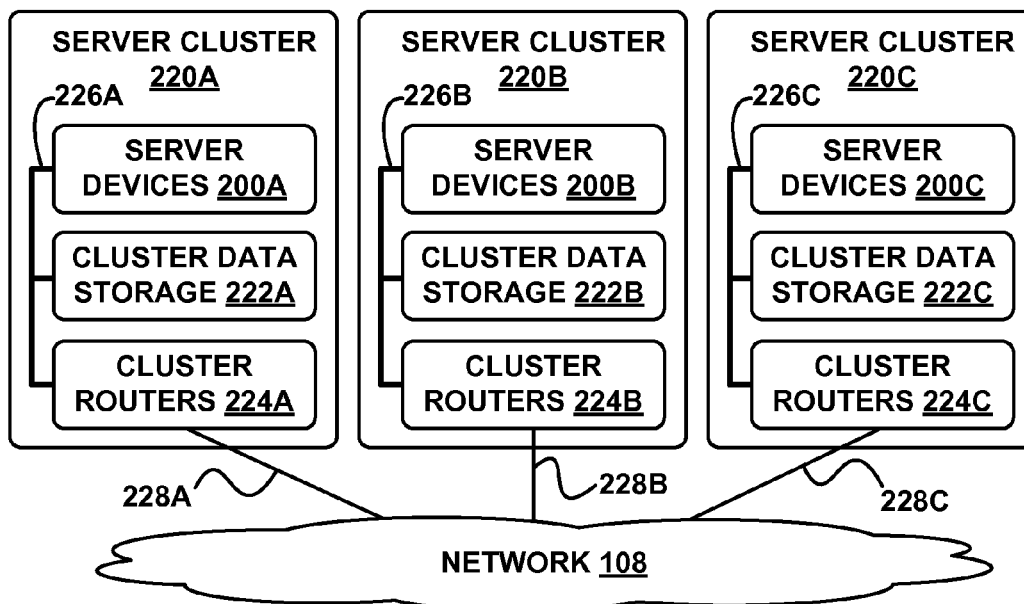 SERVER CLUSTER
220A
226A
SERVER
DEVICES 200A
CLUSTER DATA
STORAGE 222A
CLUSTER
ROUTERS 224A
SERVER CLUSTER
220B
226B
SERVER
DEVICES 200B
CLUSTER DATA
STORAGE 222B
CLUSTER
ROUTERS 224B
SERVER CLUSTER
220C
226C
SERVER
DEVICES 200C
CLUSTER DATA
STORAGE 222C
CLUSTER
ROUTERS 224C
228A
228B
228C
NETWORK 108